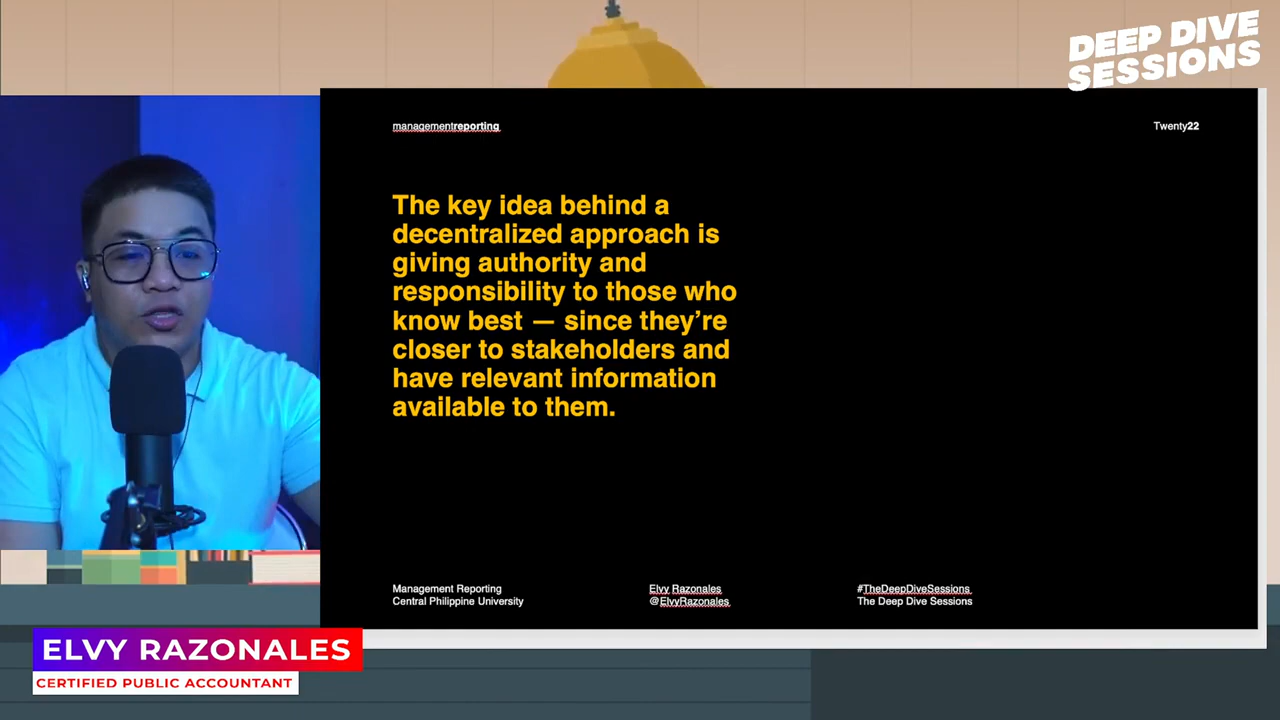 DEEP DIVE
SESSIONS
managementreporting
Twenty22
The key idea behind a
decentralized approach is
giving authority and
responsibility to those who
know best — since they’re
closer to stakeholders and
have relevant information
available to them.
Management Reporting
Central Philippine University
Elvy Razonales
@ElvyRazonales
#TheDeepDiveSessions
The Deep Dive Sessions
ELVY RAZONALES
CERTIFIED PUBLIC ACCOUNTANT